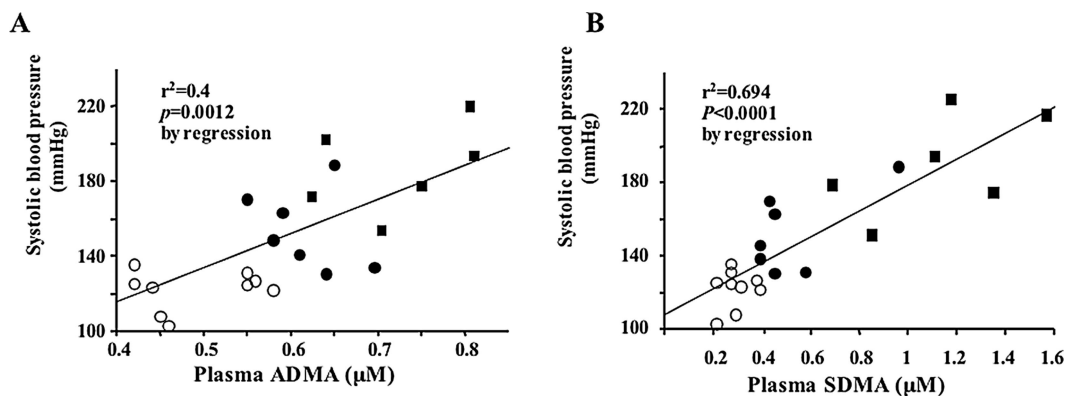 A
r²=0.4
p=0.0012
by regression
Systolic blood pressure
(mmHg)
220
180
140
100
0.4 0.5 0.6 0.7 0.8
Plasma ADMA (µM)
B
r²=0.694
P<0.0001
by regression
Systolic blood pressure
(mmHg)
220
180
140
100
0.2 0.4 0.6 0.8 1 1.2 1.4 1.6
Plasma SDMA (µM)